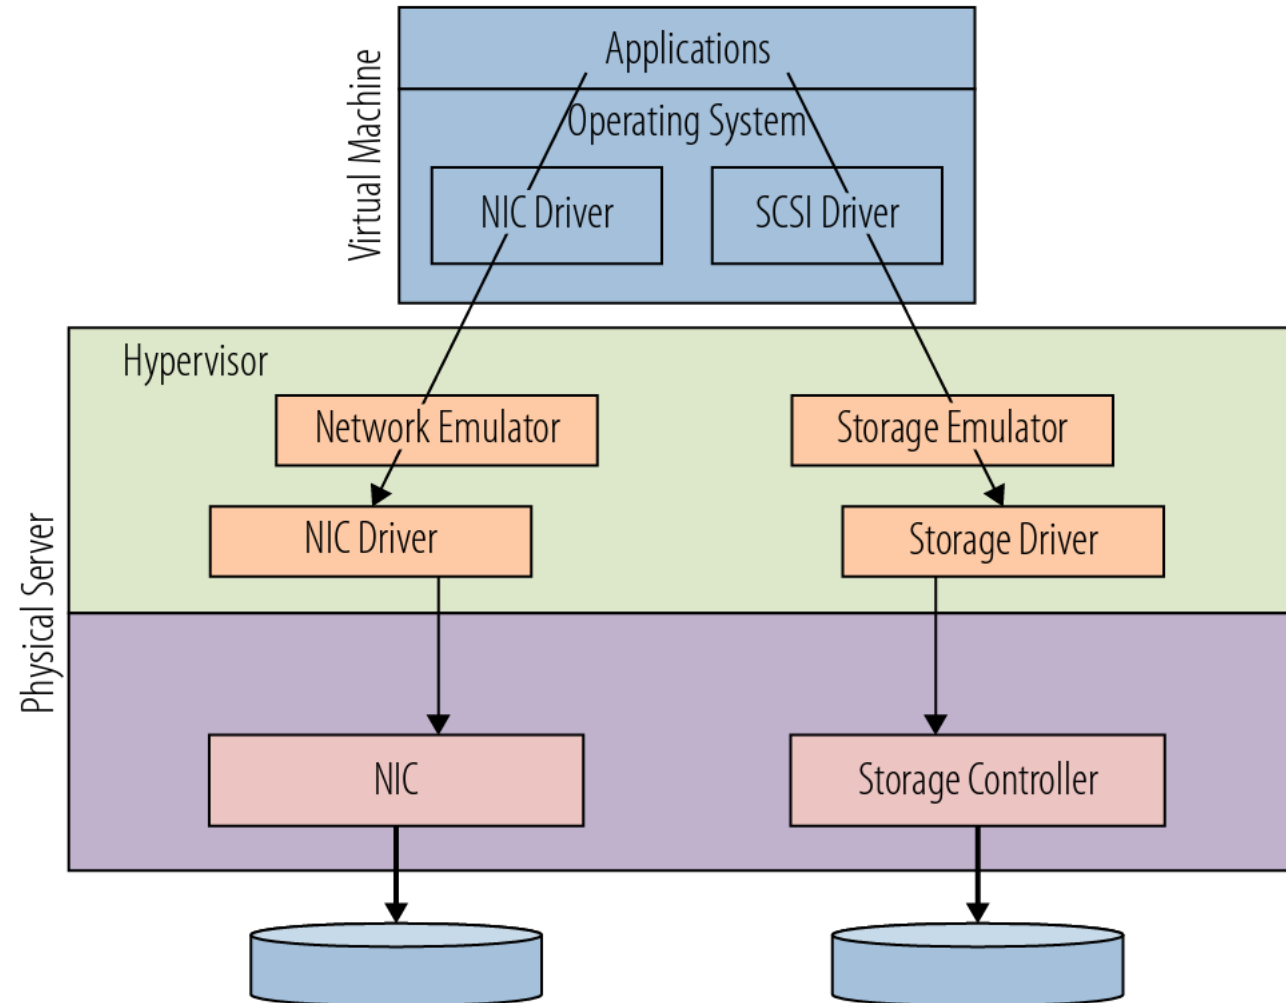 Applications
Virtual Machine
Operating System
NIC Driver
SCSI Driver
Hypervisor
Network Emulator
Storage Emulator
NIC Driver
Storage Driver
Physical Server
NIC
Storage Controller